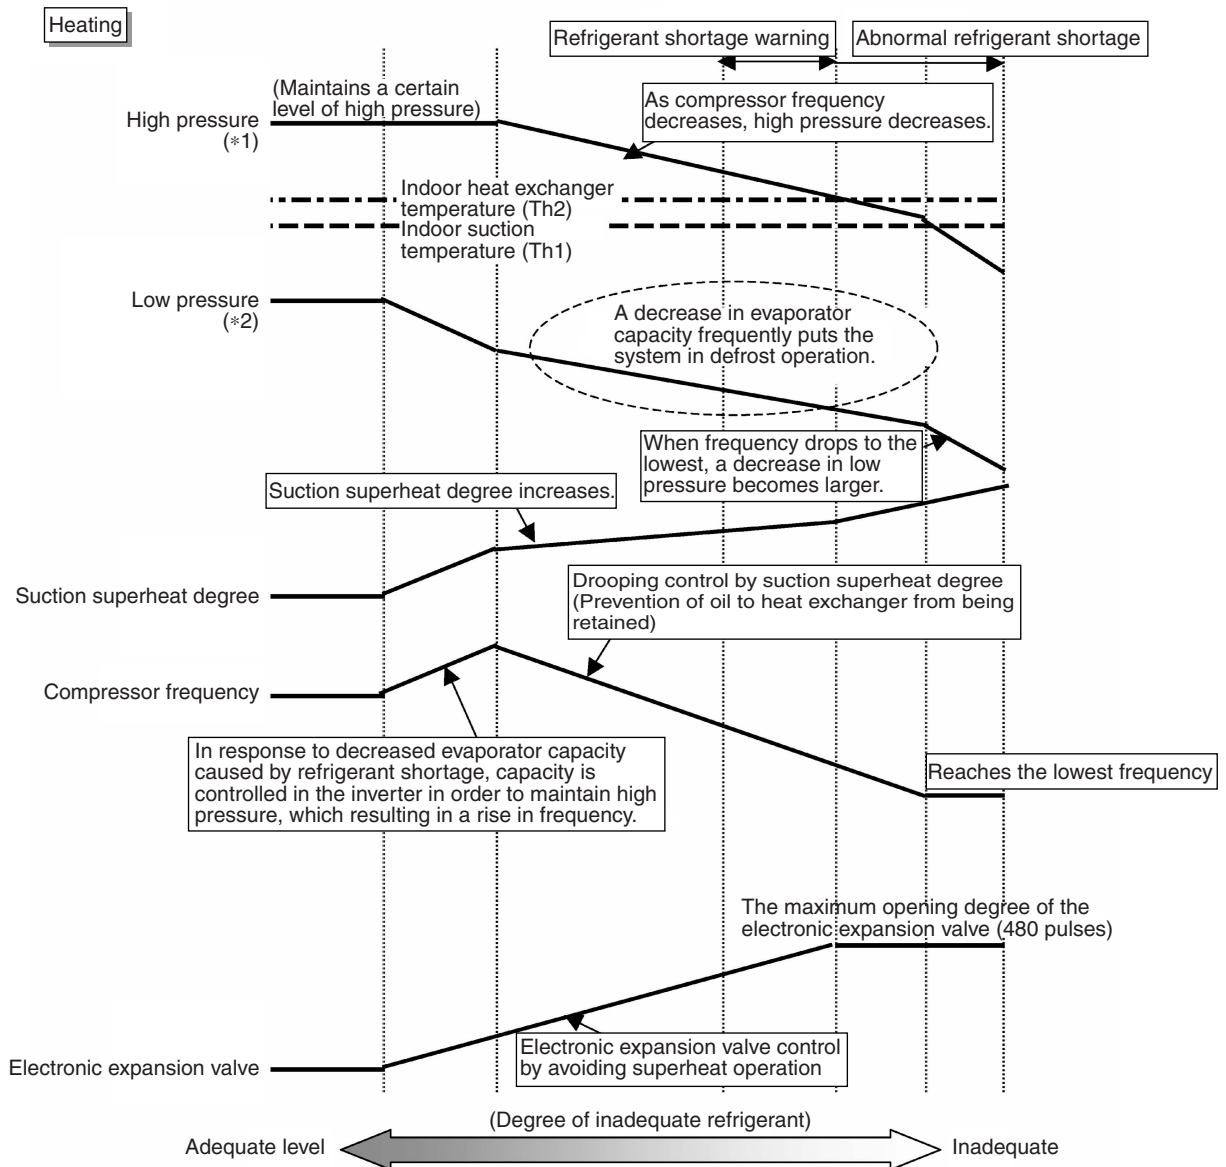 Heating
Refrigerant shortage warning
Abnormal refrigerant shortage
(Maintains a certain
level of high pressure)
High pressure
(*1)
As compressor frequency
decreases, high pressure decreases.
Indoor heat exchanger
temperature (Th2)
Indoor suction
temperature (Th1)
Low pressure
(*2)
A decrease in evaporator
capacity frequently puts the
system in defrost operation.
When frequency drops to the
lowest, a decrease in low
pressure becomes larger.
Suction superheat degree increases.
Suction superheat degree
Drooping control by suction superheat degree
(Prevention of oil to heat exchanger from being
retained)
Compressor frequency
In response to decreased evaporator capacity
caused by refrigerant shortage, capacity is
controlled in the inverter in order to maintain high
pressure, which resulting in a rise in frequency.
Reaches the lowest frequency
The maximum opening degree of the
electronic expansion valve (480 pulses)
Electronic expansion valve control
by avoiding superheat operation
Electronic expansion valve
(Degree of inadequate refrigerant)
Adequate level
Inadequate